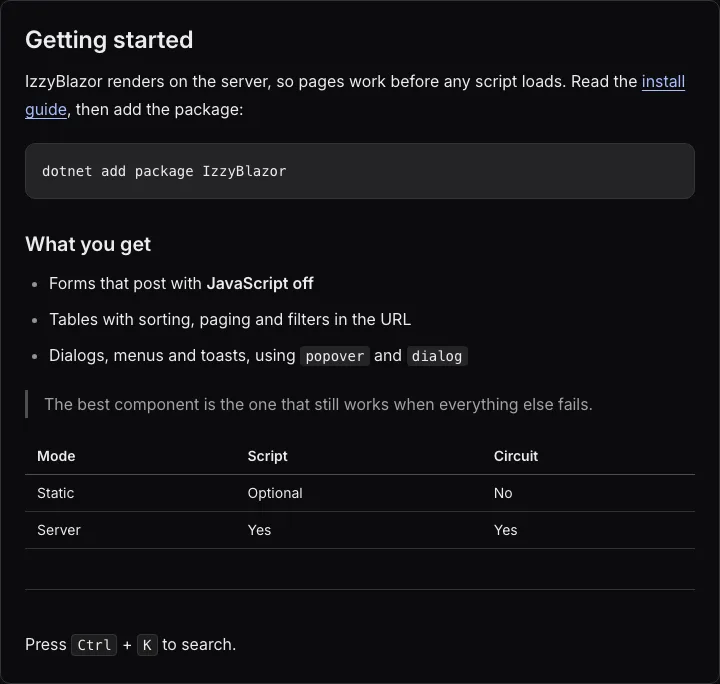 Getting started
IzzyBlazor renders on the server, so pages work before any script loads. Read the install
guide, then add the package:
dotnet add package IzzyBlazor
What you get
• Forms that post with JavaScript off
• Tables with sorting, paging and filters in the URL
• Dialogs, menus and toasts, using popover and dialog
The best component is the one that still works when everything else fails.
Mode Script Circuit
Static Optional No
Server Yes Yes
Press Ctrl + K to search.